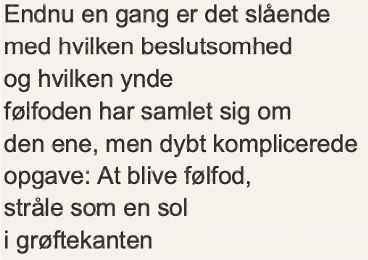 Endnu en gang er det slående
med hvilken beslutsomhed
og hvilken ynde
følfoden har samlet sig om
den ene, men dybt komplicerede
opgave: At blive følfod,
stråle som en sol
i grøftekanten